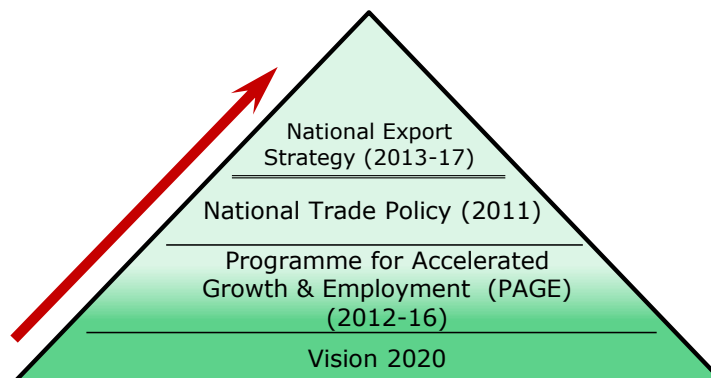 National Export
Strategy (2013-17)
National Trade Policy (2011)
Programme for Accelerated
Growth & Employment (PAGE)
(2012-16)
Vision 2020